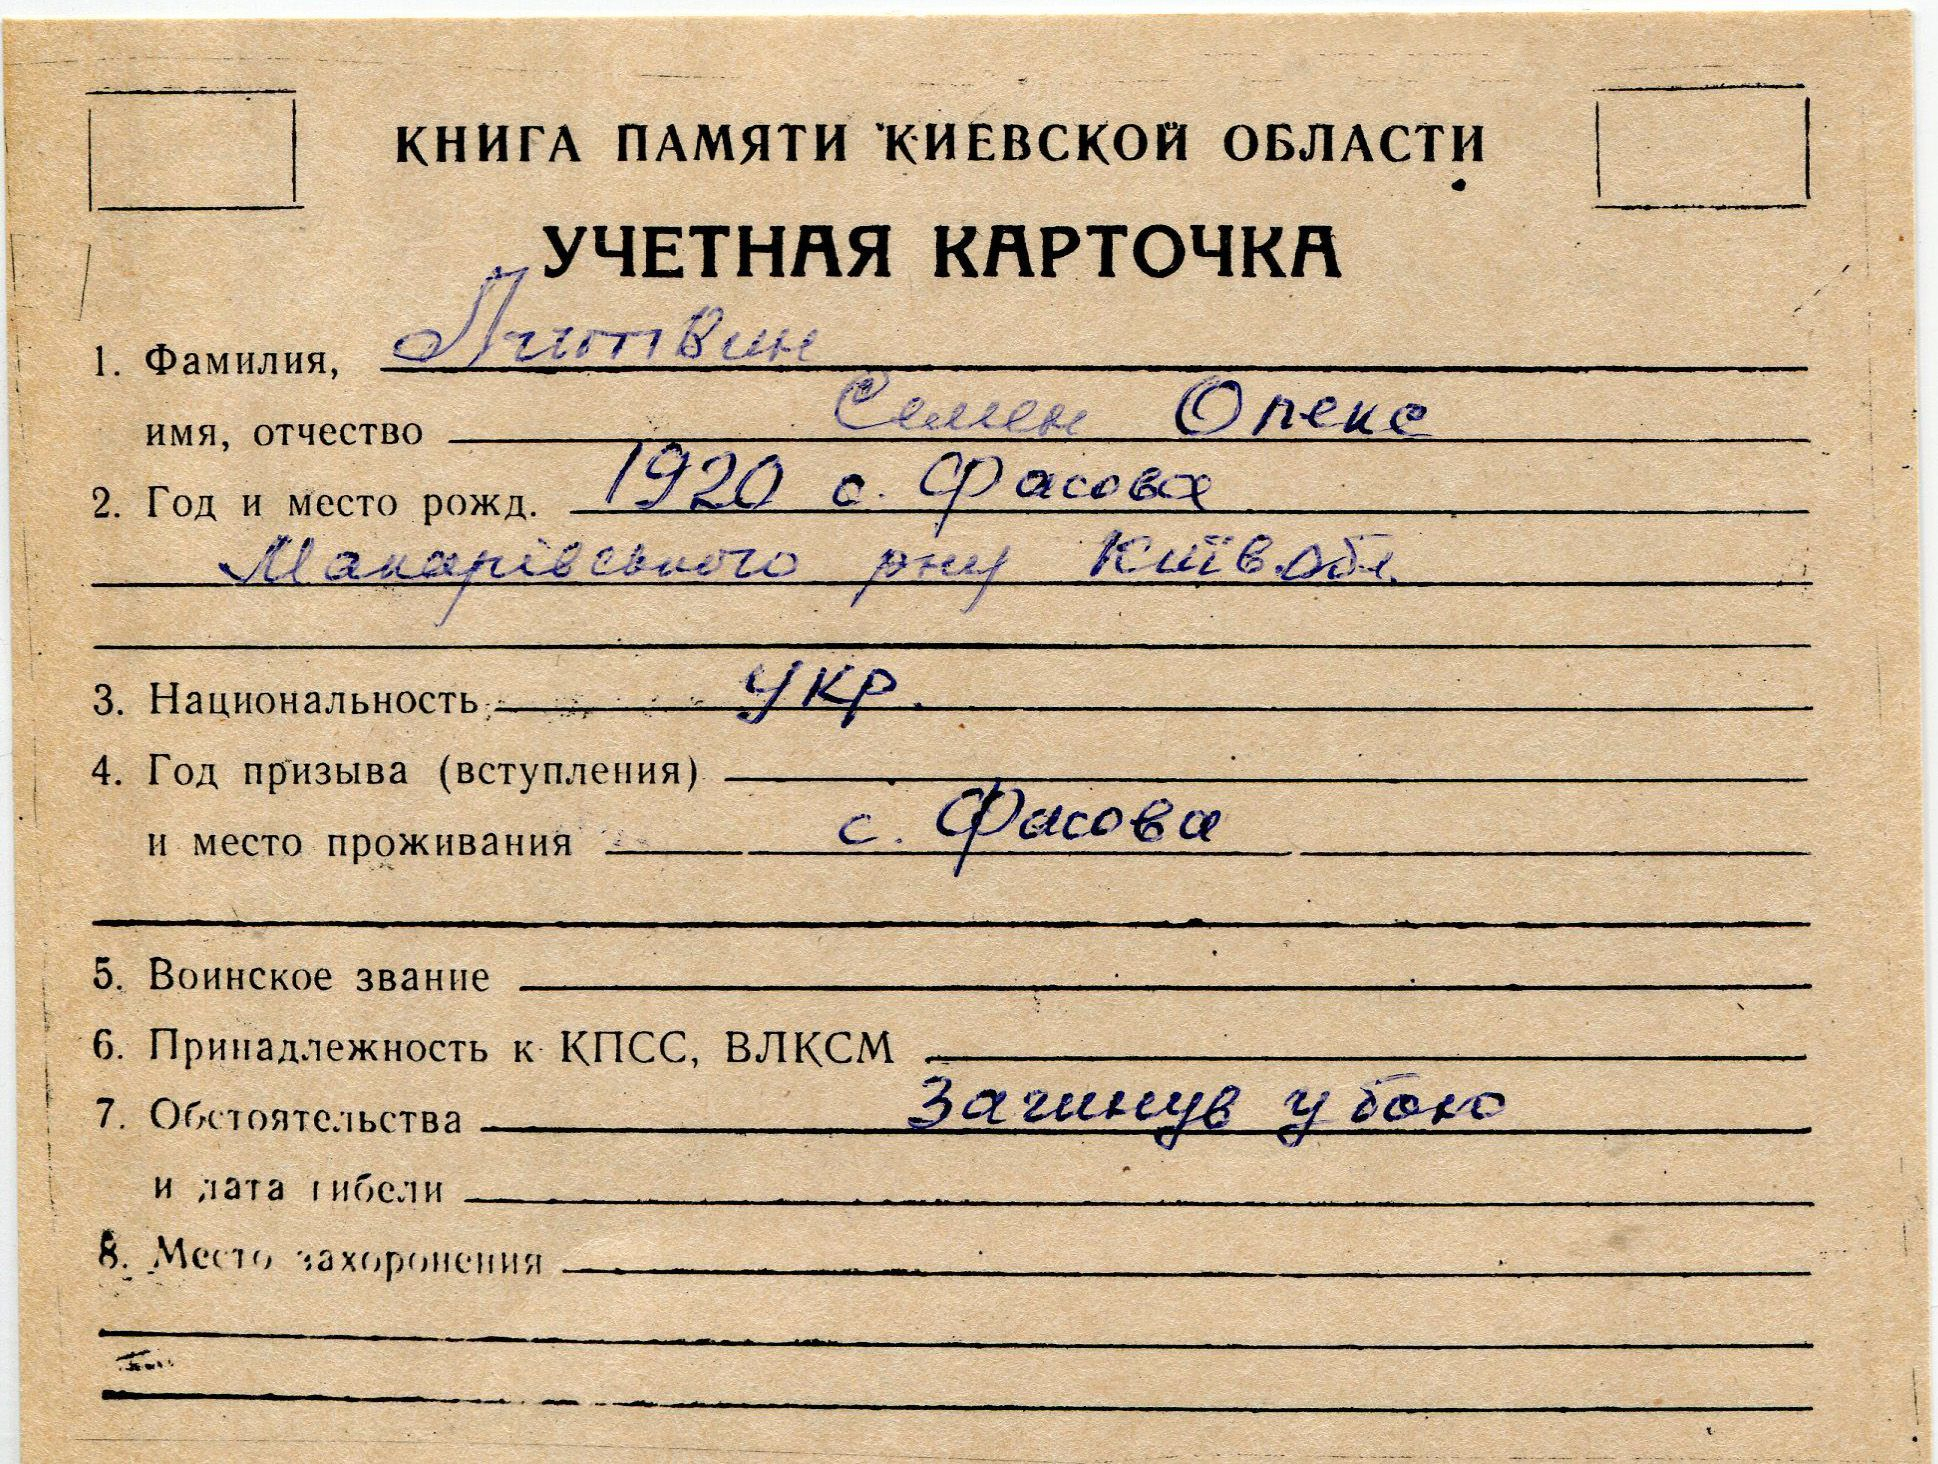 КНИГА ПАМЯТИ КИЕВСКОЙ ОБЛАСТИ
УЧЕТНАЯ КАРТОЧКА
1. Фамилия, Литвин
имя, отчество Семен Опекс
2. Год и место рожд. 1920 с. Фасова
Макарівського рну Київ.обл.
3. Национальность укр.
4. Год призыва (вступления)
и место проживания с. Фасова
5. Воинское звание
6. Принадлежность к КПСС, ВЛКСМ
7. Обстоятельства Загинув у бою
и дата гибели
8. Место захоронения